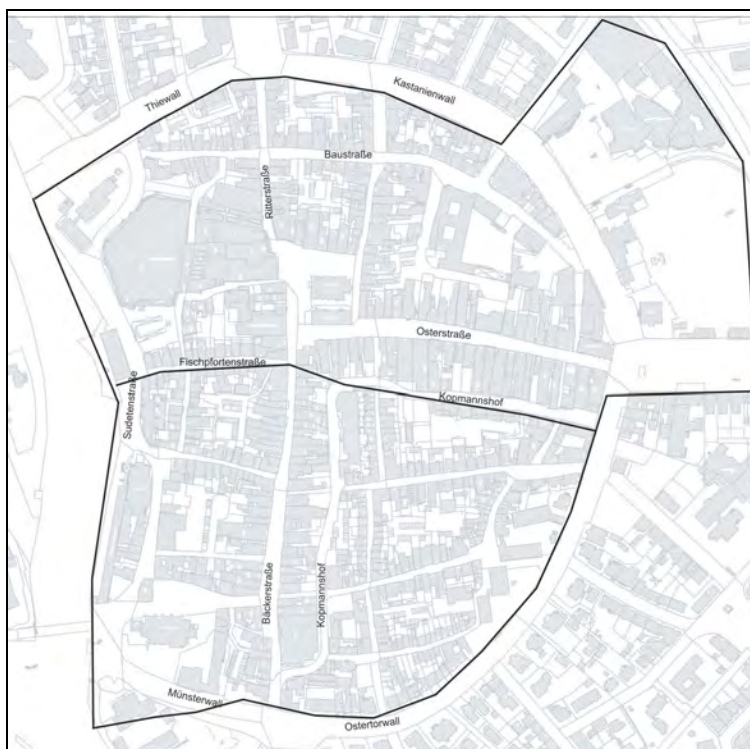 Kastanienwall
Thiewall
Baustraße
Ritterstraße
Osterstraße
Fischpfortenstraße
Kopmannshof
Sudetenstraße
Bäckerstraße
Kopmannshof
Münsterwall
Ostertorwall